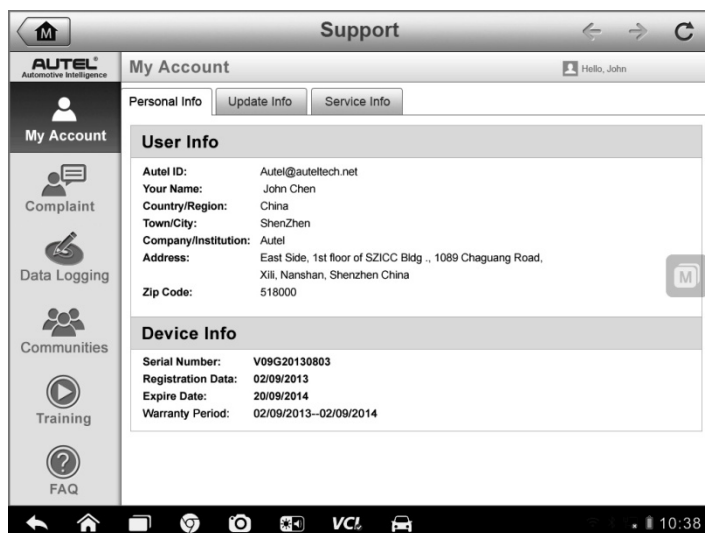 M
Support
AUTEL®
Automotive Intelligence
My Account
Hello, John
Personal Info
Update Info
Service Info
My Account
User Info
Autel ID: Autel@auteltech.net
Your Name: John Chen
Country/Region: China
Town/City: ShenZhen
Company/Institution: Autel
Address: East Side, 1st floor of SZICC Bldg ., 1089 Chaguang Road,
Xili, Nanshan, Shenzhen China
Zip Code: 518000
Complaint
Data Logging
M
Device Info
Communities
Serial Number: V09G20130803
Registration Data: 02/09/2013
Expire Date: 20/09/2014
Warranty Period: 02/09/2013--02/09/2014
Training
?
FAQ
VCI
10:38